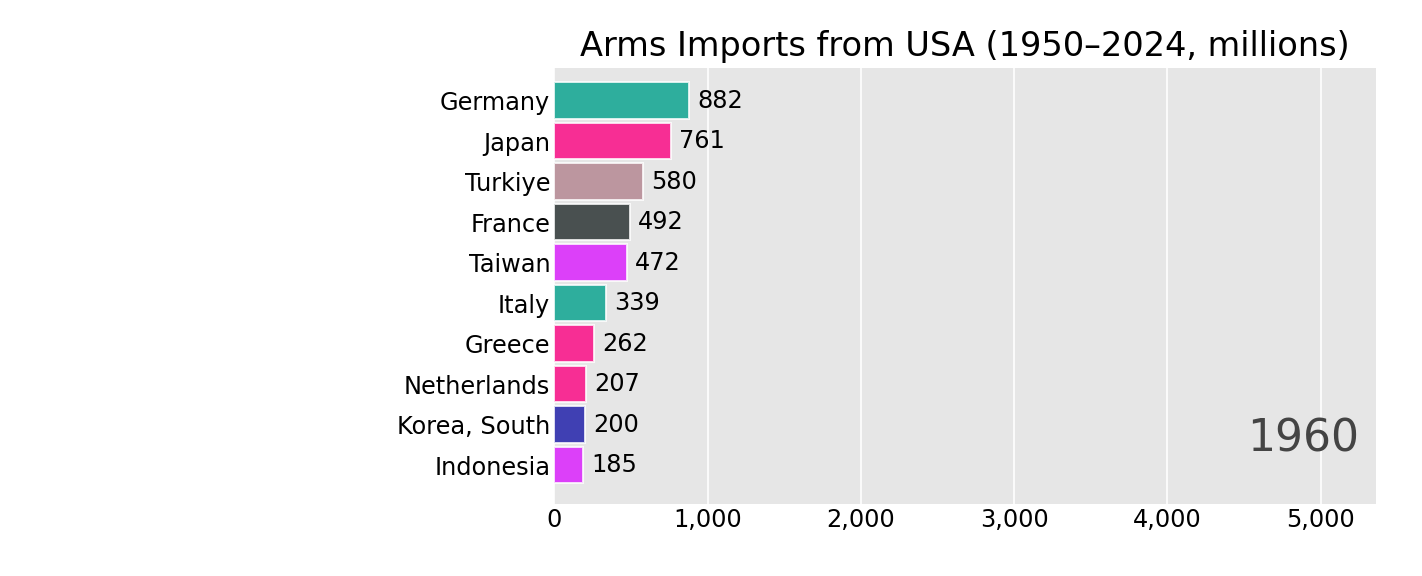 Arms Imports from USA (1950–2024, millions)
Germany 882
Japan 761
Turkiye 580
France 492
Taiwan 472
Italy 339
Greece 262
Netherlands 207
Korea, South 200
Indonesia 185
1960
0 1,000 2,000 3,000 4,000 5,000